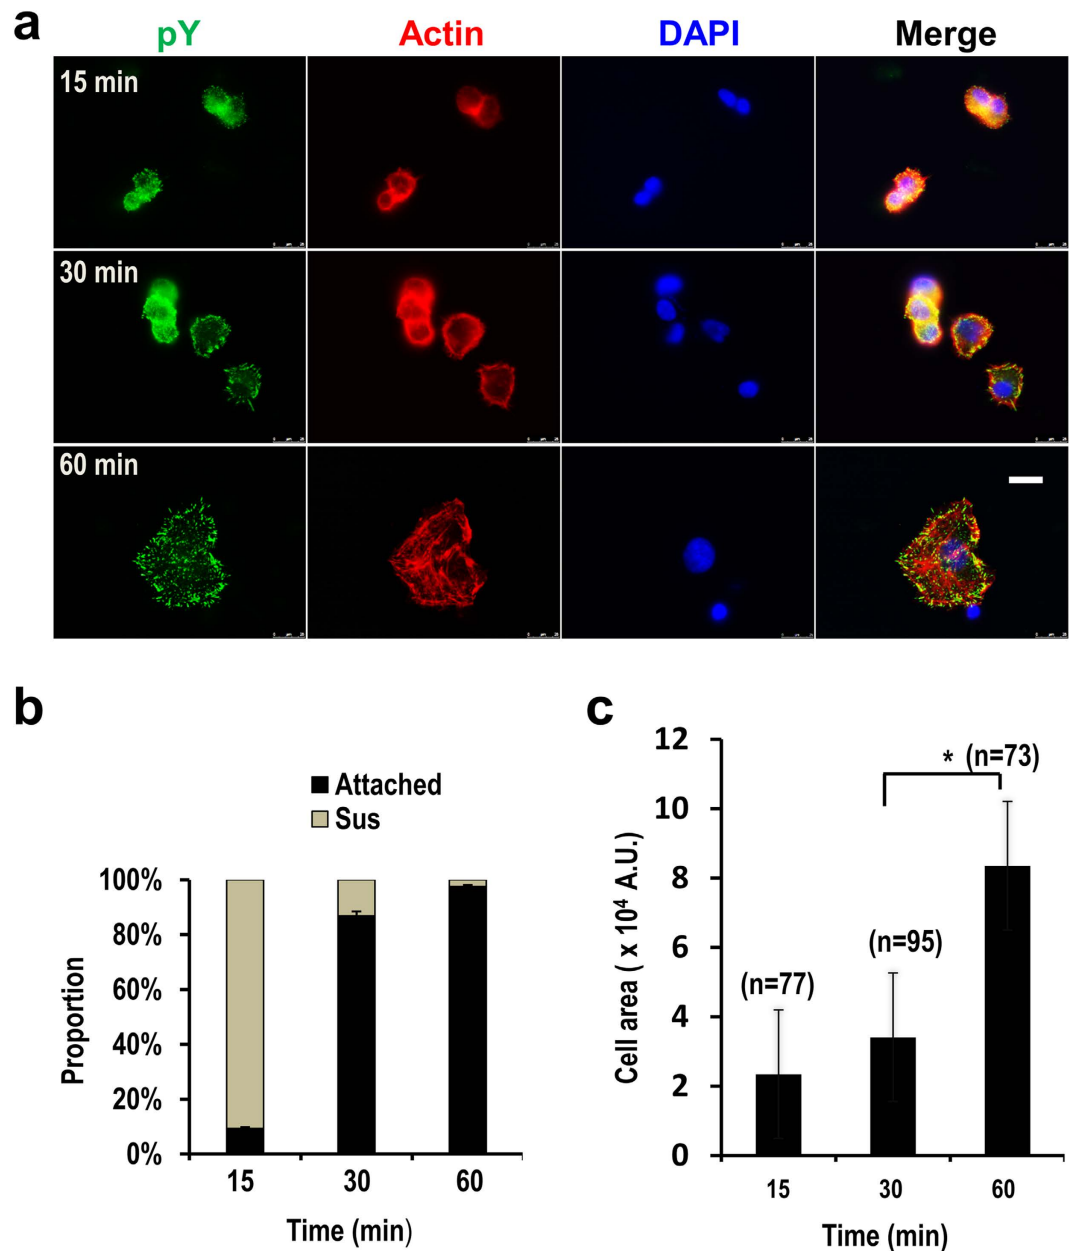 a
pY Actin DAPI Merge
15 min
30 min
60 min
b
Attached
Sus
100%
80%
60%
40%
20%
0%
Proportion
15 30 60
Time (min)
c
12
10
8
6
4
2
0
Cell area ( x 10⁴ A.U.)
* (n=73)
(n=95)
(n=77)
15 30 60
Time (min)